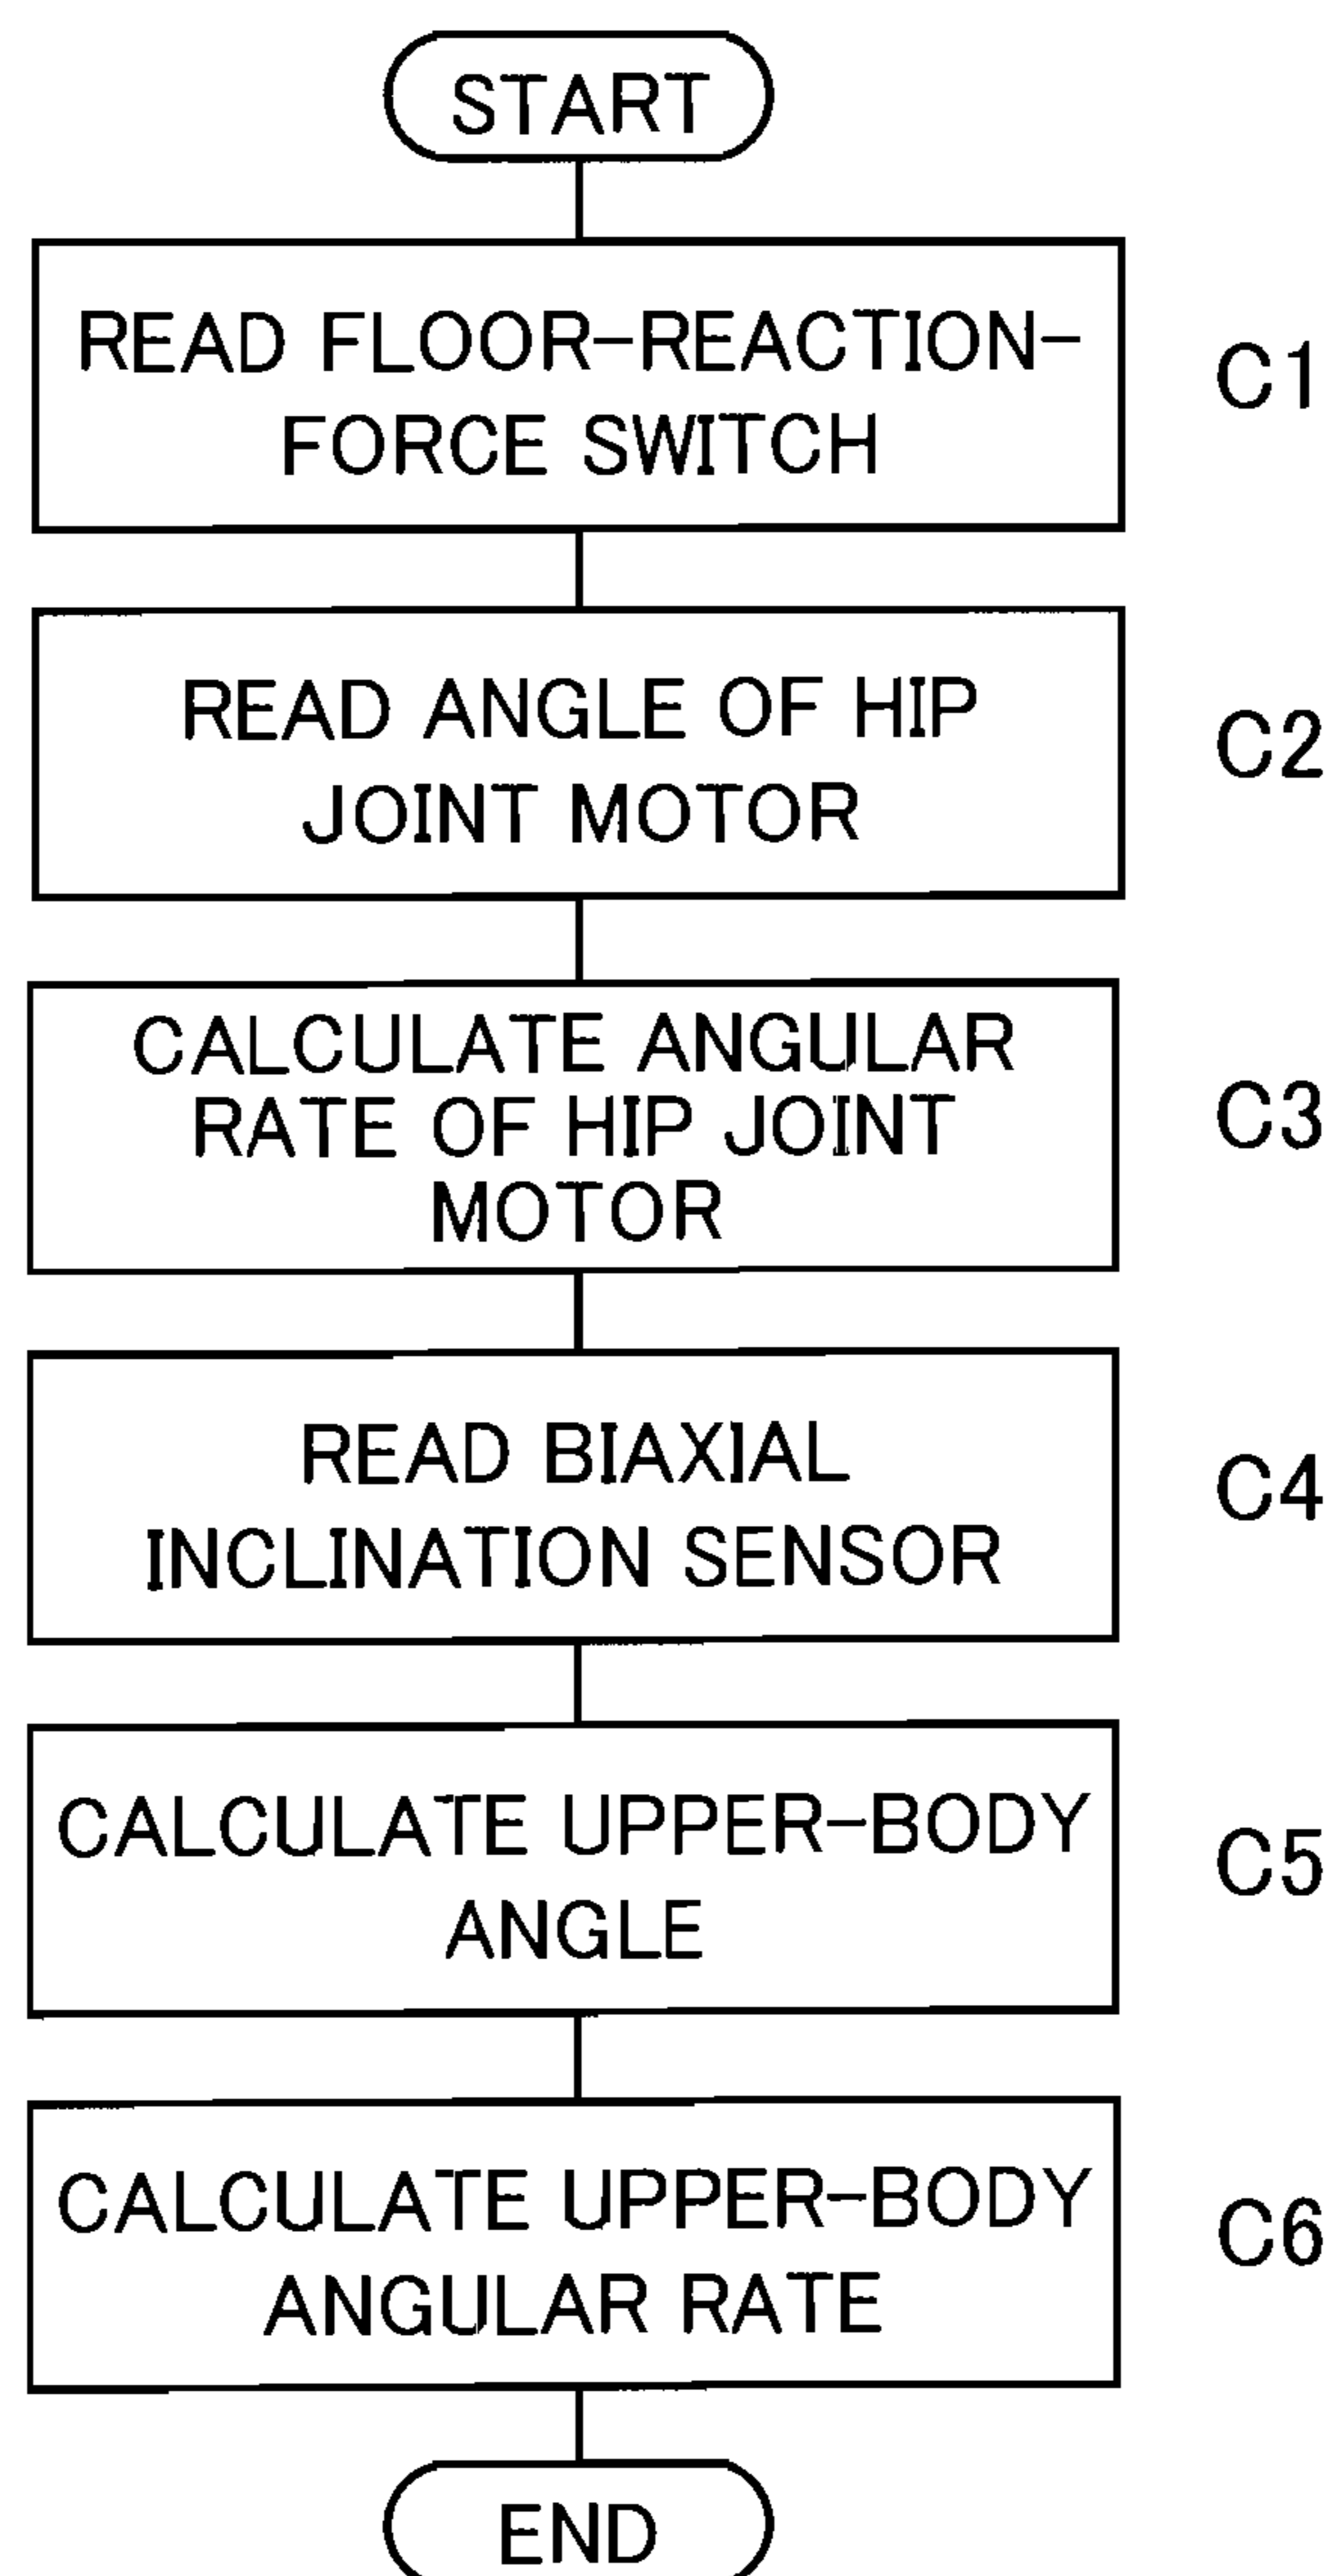 START
READ FLOOR-REACTION-
FORCE SWITCH
C1
READ ANGLE OF HIP
JOINT MOTOR
C2
CALCULATE ANGULAR
RATE OF HIP JOINT
MOTOR
C3
READ BIAXIAL
INCLINATION SENSOR
C4
CALCULATE UPPER-BODY
ANGLE
C5
CALCULATE UPPER-BODY
ANGULAR RATE
C6
END